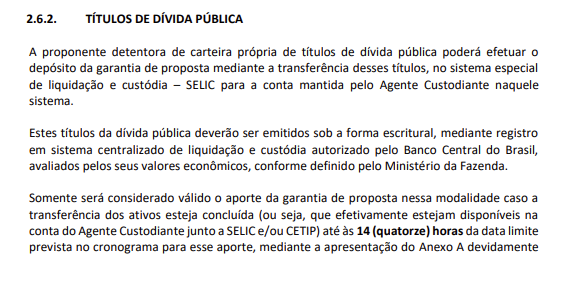 2.6.2. TÍTULOS DE DÍVIDA PÚBLICA
A proponente detentora de carteira própria de títulos de dívida pública poderá efetuar o
depósito da garantia de proposta mediante a transferência desses títulos, no sistema especial
de liquidação e custódia – SELIC para a conta mantida pelo Agente Custodiante naquele
sistema.
Estes títulos da dívida pública deverão ser emitidos sob a forma escritural, mediante registro
em sistema centralizado de liquidação e custódia autorizado pelo Banco Central do Brasil,
avaliados pelos seus valores econômicos, conforme definido pelo Ministério da Fazenda.
Somente será considerado válido o aporte da garantia de proposta nessa modalidade caso a
transferência dos ativos esteja concluída (ou seja, que efetivamente estejam disponíveis na
conta do Agente Custodiante junto a SELIC e/ou CETIP) até às 14 (quatorze) horas da data limite
prevista no cronograma para esse aporte, mediante a apresentação do Anexo A devidamente